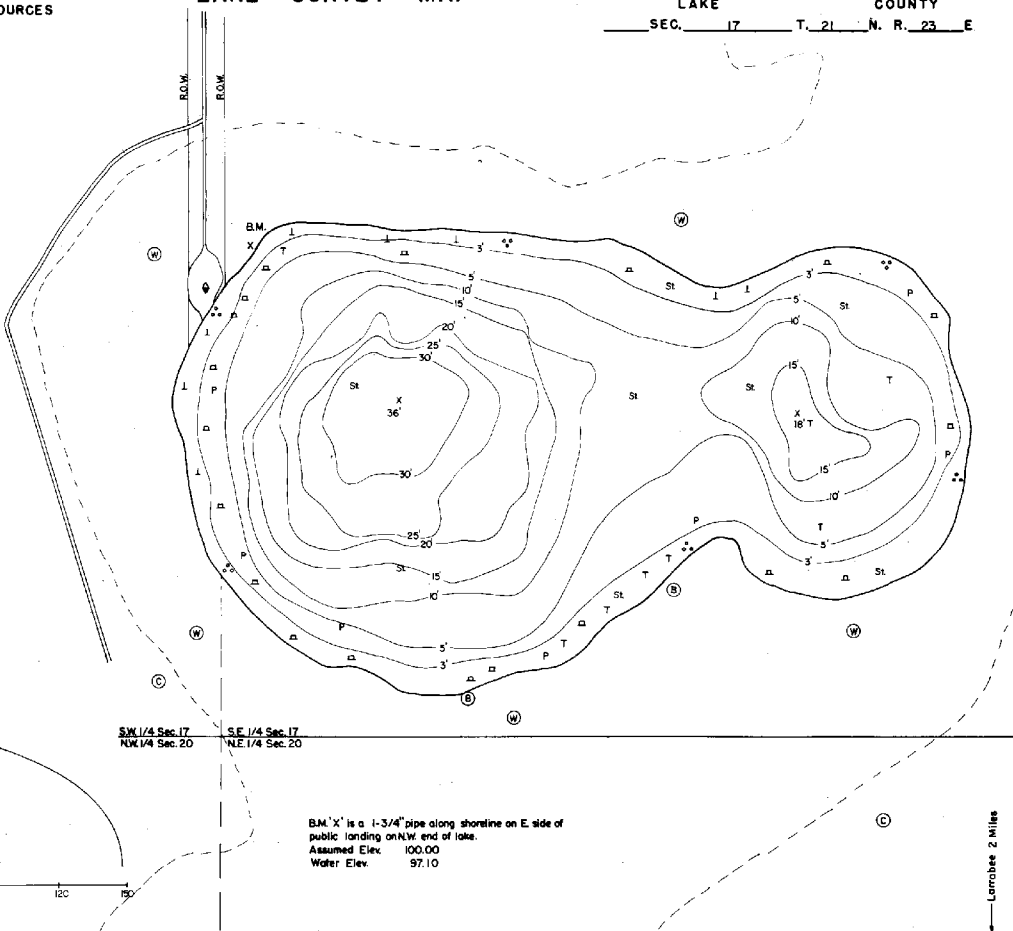 OURCES
LAKE SURVEY MAP
LAKE COUNTY
SEC. 17 T. 21 N. R. 23 E
R.O.W. R.O.W.
B.M.
X
T
3'
W
W
5'
10'
15'
20'
25'
30'
St.
X
36'
30'
25'
20
15'
10'
5'
3'
St.
St.
St.
3'
P
5'
St.
10'
15'
St.
T
X
18' T
15'
10'
P
T
5'
3'
St.
P
P
P
P
T
T
T
T
P
St.
B
B
W
W
W
C
C
S.W. 1/4 Sec. 17 S.E. 1/4 Sec. 17
N.W. 1/4 Sec. 20 N.E. 1/4 Sec. 20
B.M. 'X' is a 1-3/4" pipe along shoreline on E. side of
public landing on N.W. end of lake.
Assumed Elev. 100.00
Water Elev. 97.10
120 150
Larrabee 2 Miles